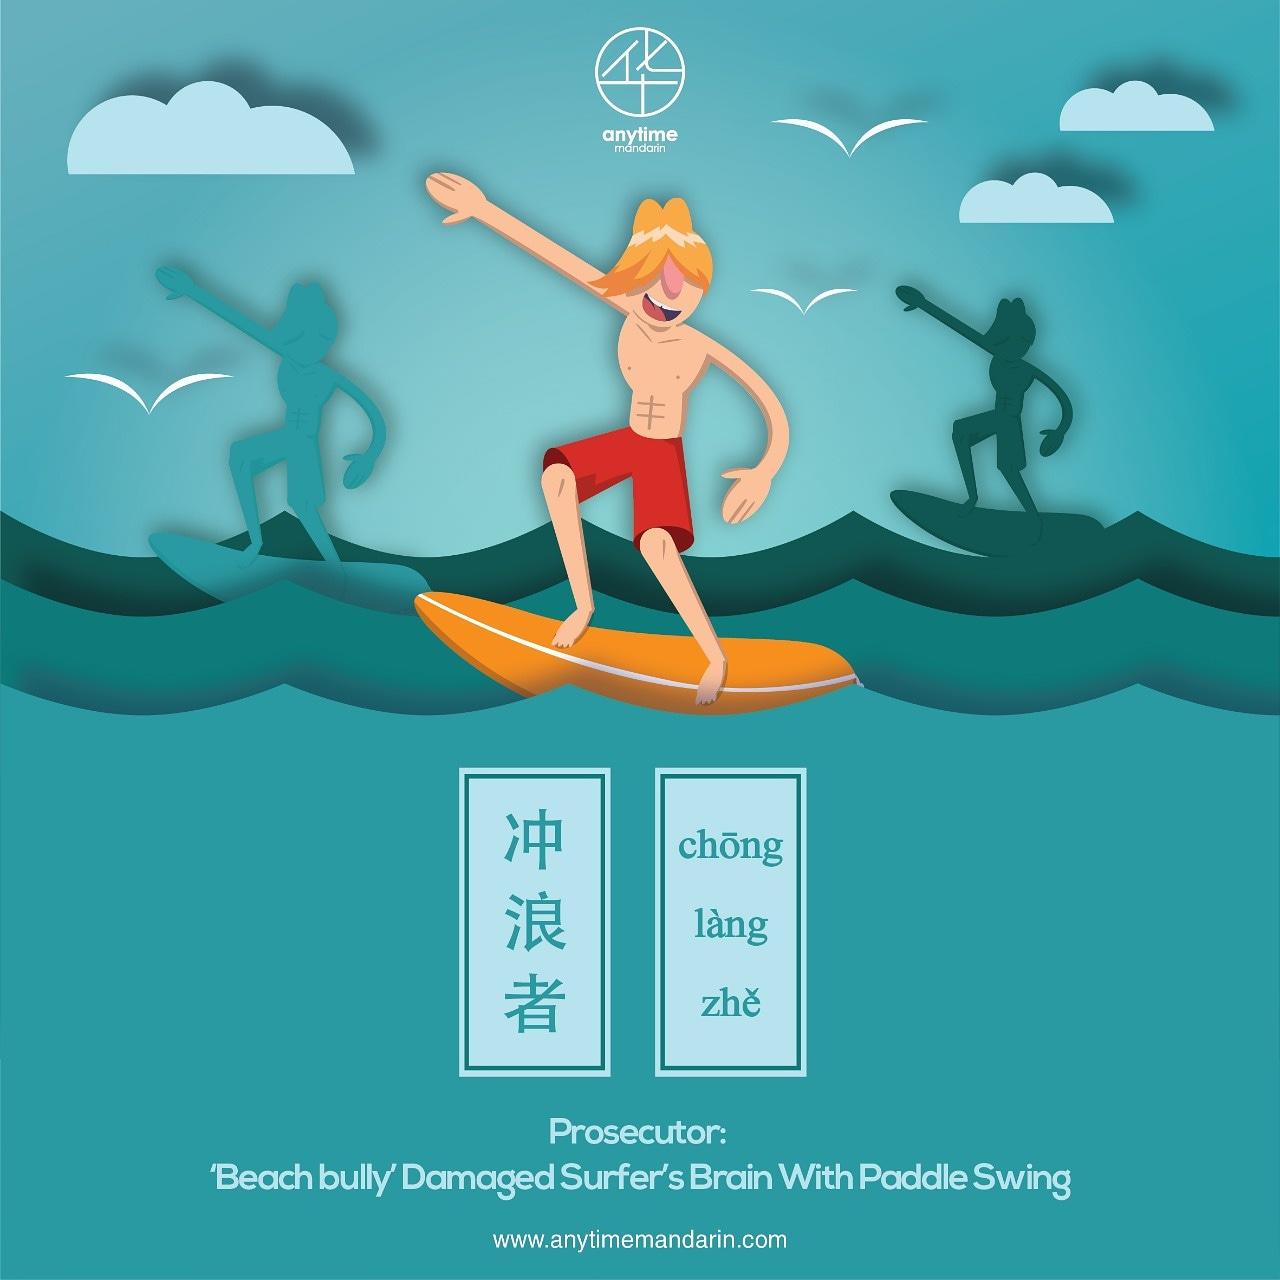 华
anytime
mandarin
冲浪者
chōng
làng
zhě
Prosecutor:
‘Beach bully’ Damaged Surfer’s Brain With Paddle Swing
www.anytimemandarin.com